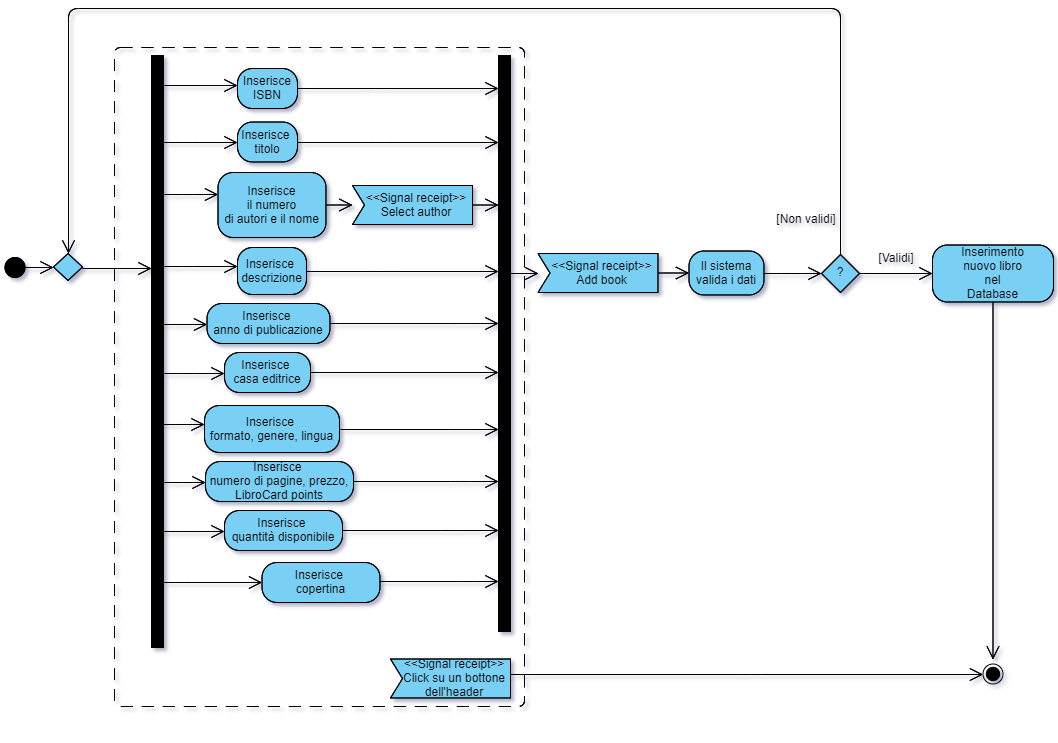 Inserisce
ISBN
Inserisce
titolo
Inserisce
il numero
di autori e il nome
<<Signal receipt>>
Select author
[Non validi]
Inserisce
descrizione
<<Signal receipt>>
Add book
Il sistema
valida i dati
?
[Validi]
Inserimento
nuovo libro
nel
Database
Inserisce
anno di publicazione
Inserisce
casa editrice
Inserisce
formato, genere, lingua
Inserisce
numero di pagine, prezzo,
LibroCard points
Inserisce
quantità disponibile
Inserisce
copertina
<<Signal receipt>>
Click su un bottone
dell'header